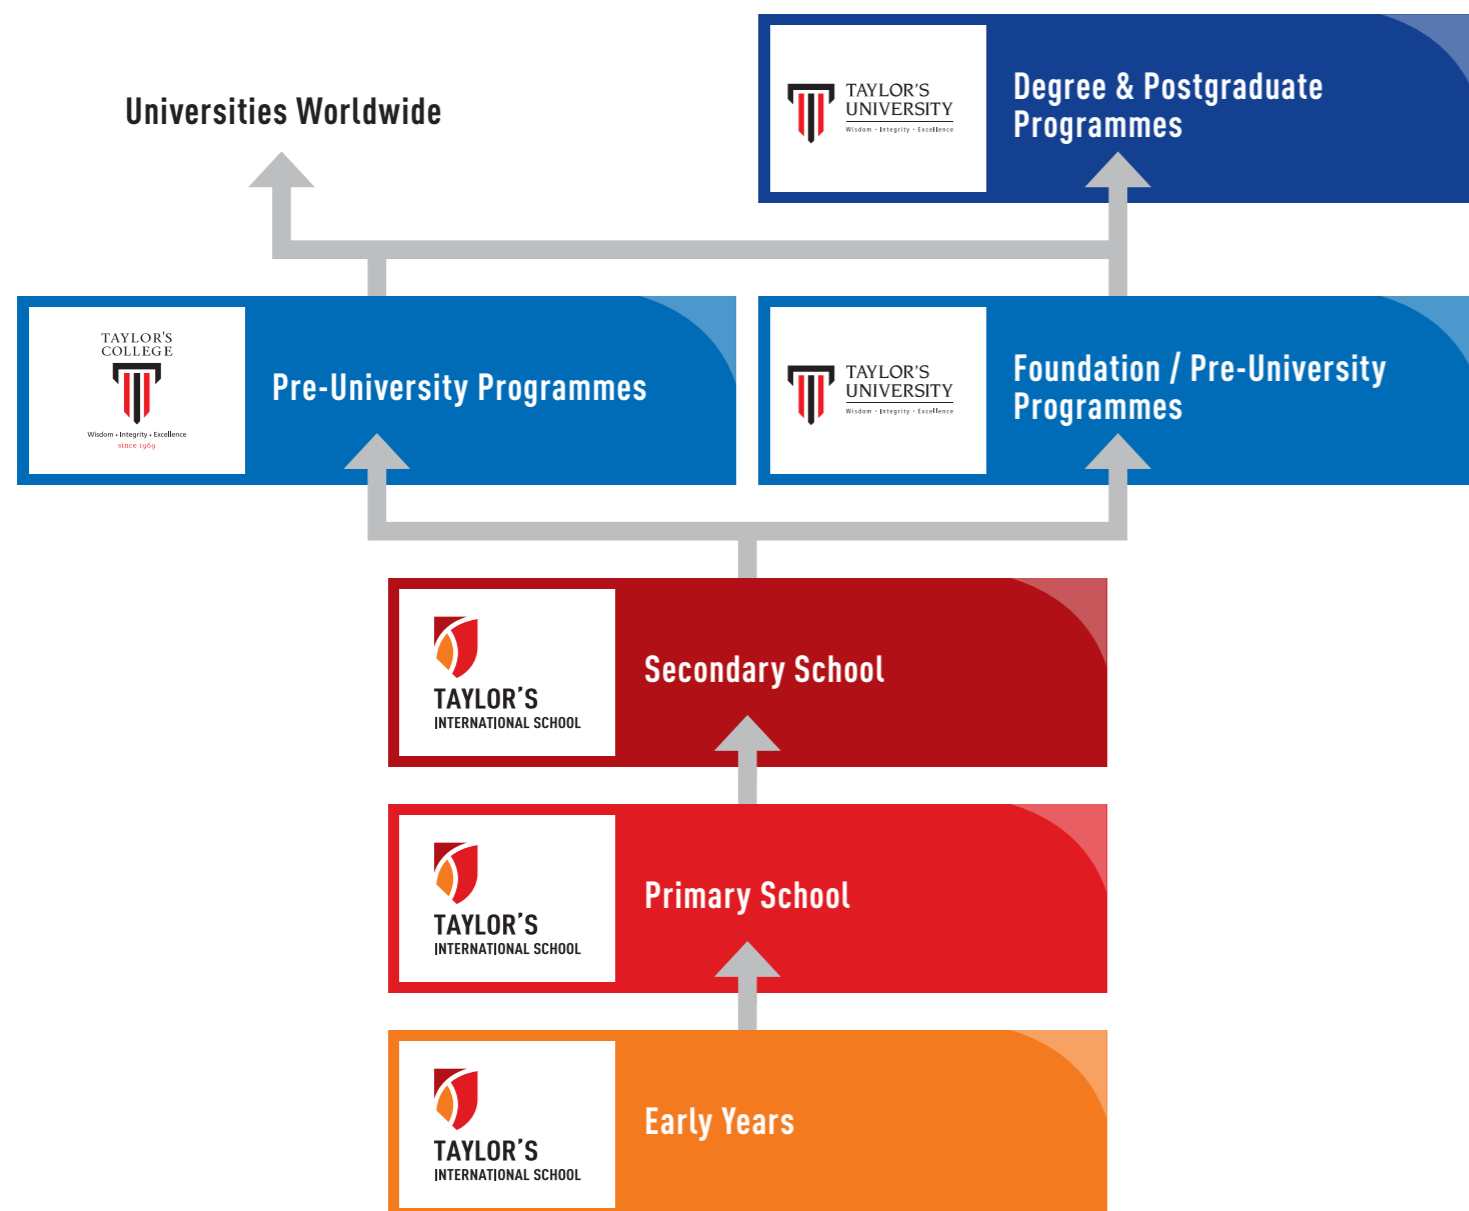 Universities Worldwide
TAYLOR'S
UNIVERSITY
Wisdom · Integrity · Excellence
Degree & Postgraduate
Programmes
TAYLOR'S
COLLEGE
Wisdom • Integrity • Excellence
since 1969
Pre-University Programmes
TAYLOR'S
UNIVERSITY
Wisdom · Integrity · Excellence
Foundation / Pre-University
Programmes
TAYLOR'S
INTERNATIONAL SCHOOL
Secondary School
TAYLOR'S
INTERNATIONAL SCHOOL
Primary School
TAYLOR'S
INTERNATIONAL SCHOOL
Early Years